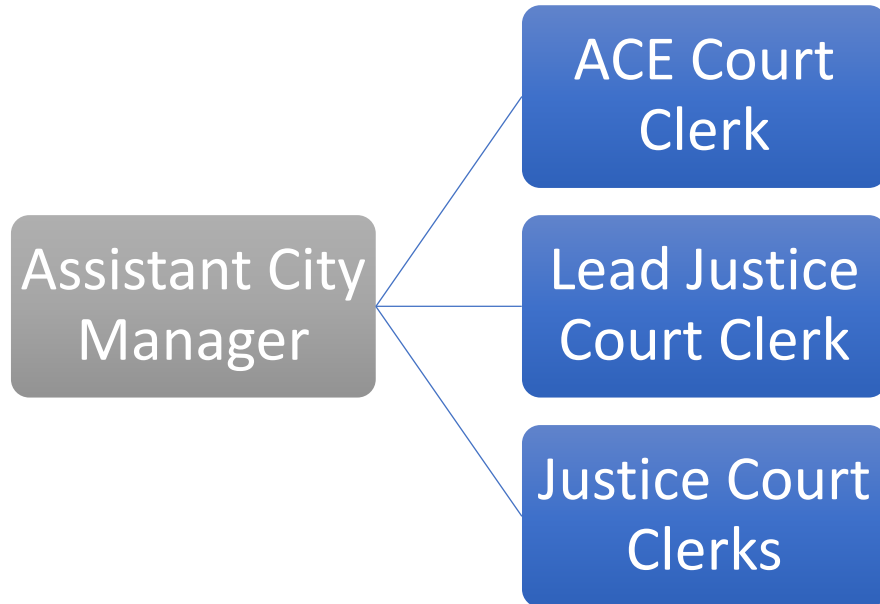 ACE Court
Clerk
Assistant City
Manager
Lead Justice
Court Clerk
Justice Court
Clerks